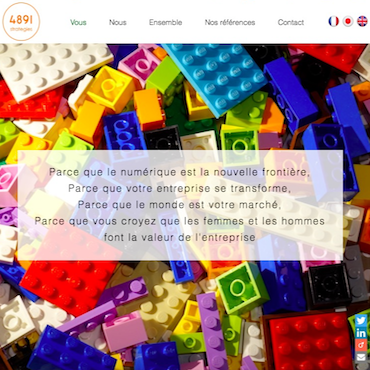 4891
stratégies
Vous Nous Ensemble Nos références Contact
Parce que le numérique est la nouvelle frontière,
Parce que votre entreprise se transforme,
Parce que le monde est votre marché,
Parce que vous croyez que les femmes et les hommes
font la valeur de l'entreprise